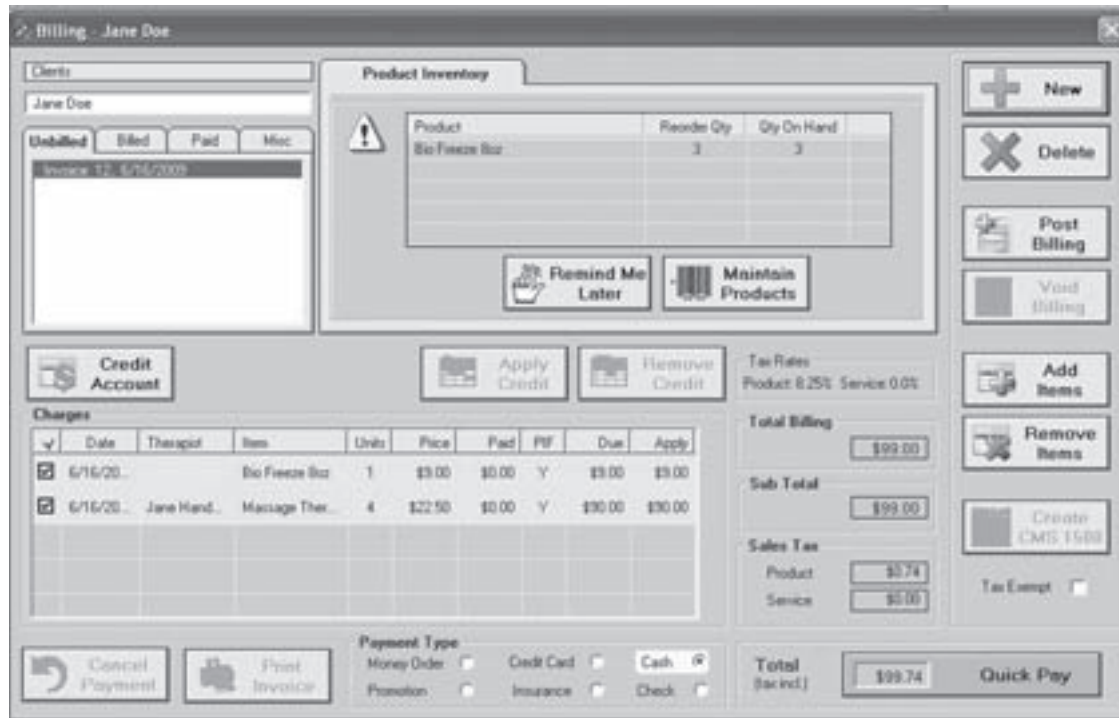 Billing - Jane Doe
Clients
Jane Doe
Unbilled Billed Paid Misc
Invoice 12, 6/16/2009
Product Inventory
Product Reorder Qty Qty On Hand
Bio Freeze 8oz 3 3
Remind Me Later
Maintain Products
New
Delete
Post Billing
Void Billing
Add Items
Remove Items
Create CMS 1500
Tax Exempt
Credit Account
Apply Credit
Remove Credit
Tax Rates
Product: 8.25% Service: 0.0%
Charges
Date Therapist Item Units Price Paid PIF Due Apply
6/16/20... Bio Freeze 8oz 1 $9.00 $0.00 Y $9.00 $9.00
6/16/20... Jane Hand... Massage Ther... 4 $22.50 $0.00 Y $90.00 $90.00
Total Billing
$99.00
Sub Total
$99.00
Sales Tax
Product $0.74
Service $0.00
Cancel Payment
Print Invoice
Payment Type
Money Order Credit Card Cash
Promotion Insurance Check
Total (tax incl.) $99.74 Quick Pay